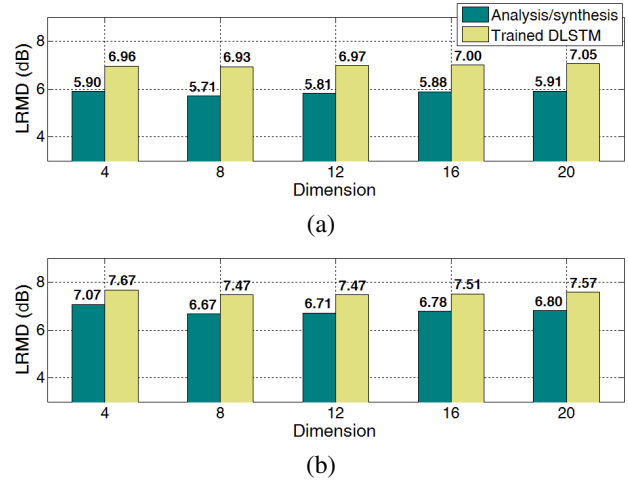 Analysis/synthesis
Trained DLSTM
LRMD (dB)
8
6
4
5.90 6.96 5.71 6.93 5.81 6.97 5.88 7.00 5.91 7.05
4 8 12 16 20
Dimension
(a)
LRMD (dB)
8
6
4
7.07 7.67 6.67 7.47 6.71 7.47 6.78 7.51 6.80 7.57
4 8 12 16 20
Dimension
(b)